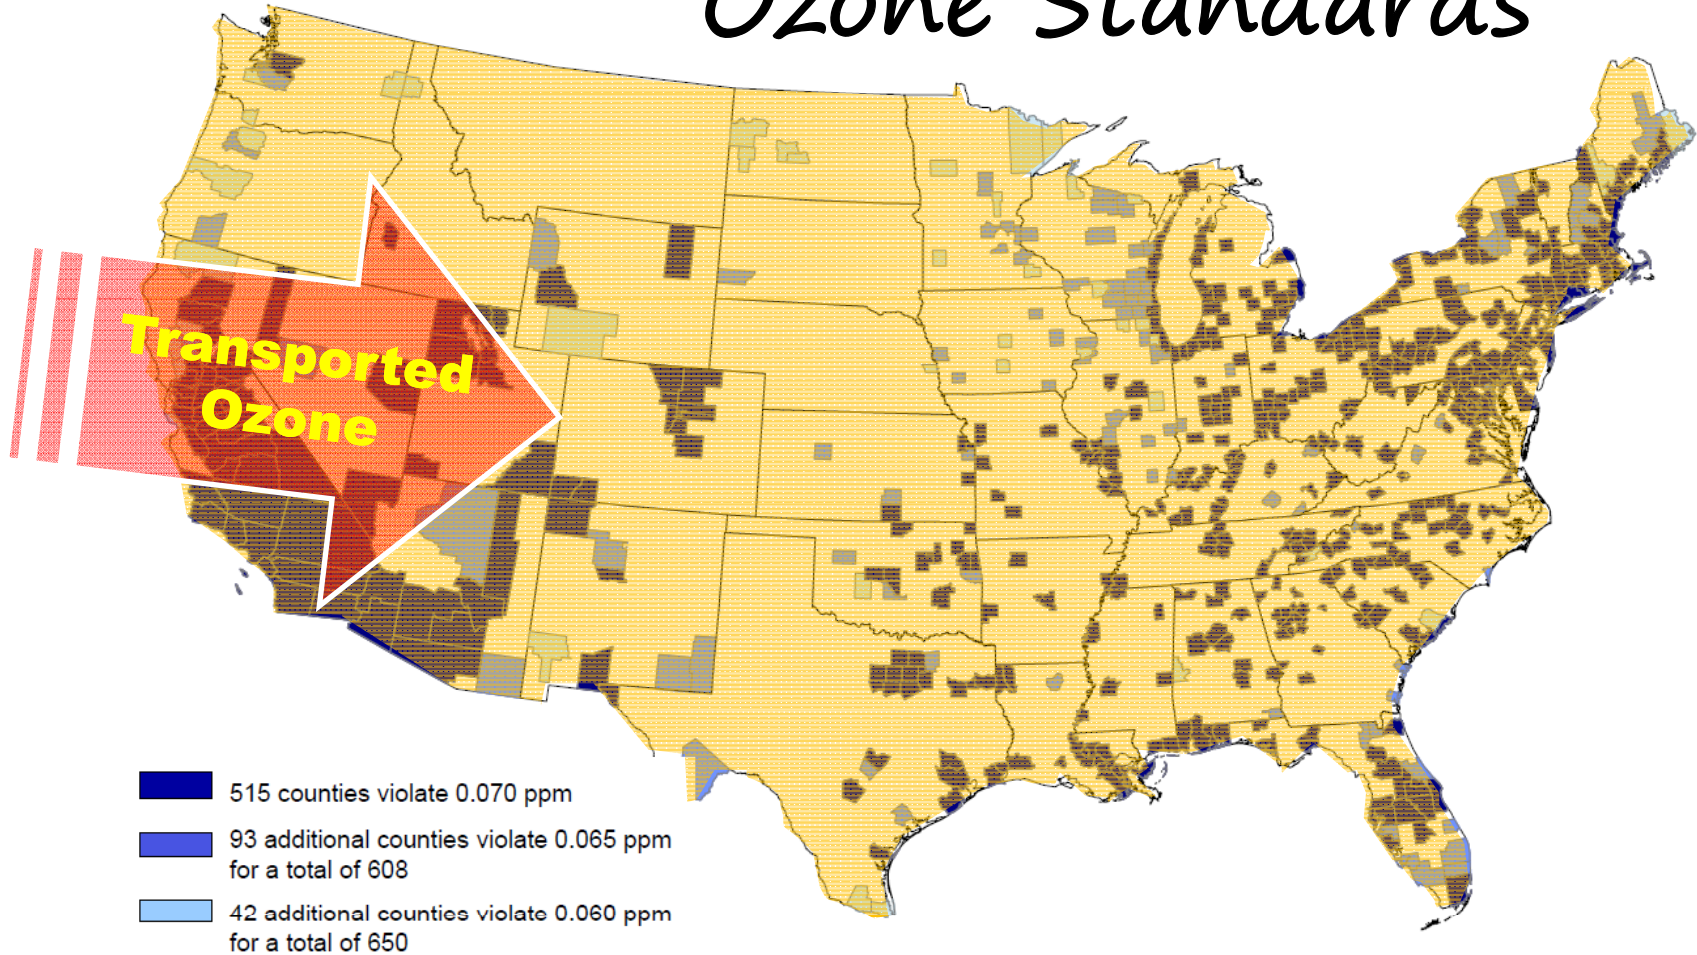 Ozone Standards
Transported
Ozone
515 counties violate 0.070 ppm
93 additional counties violate 0.065 ppm
for a total of 608
42 additional counties violate 0.060 ppm
for a total of 650